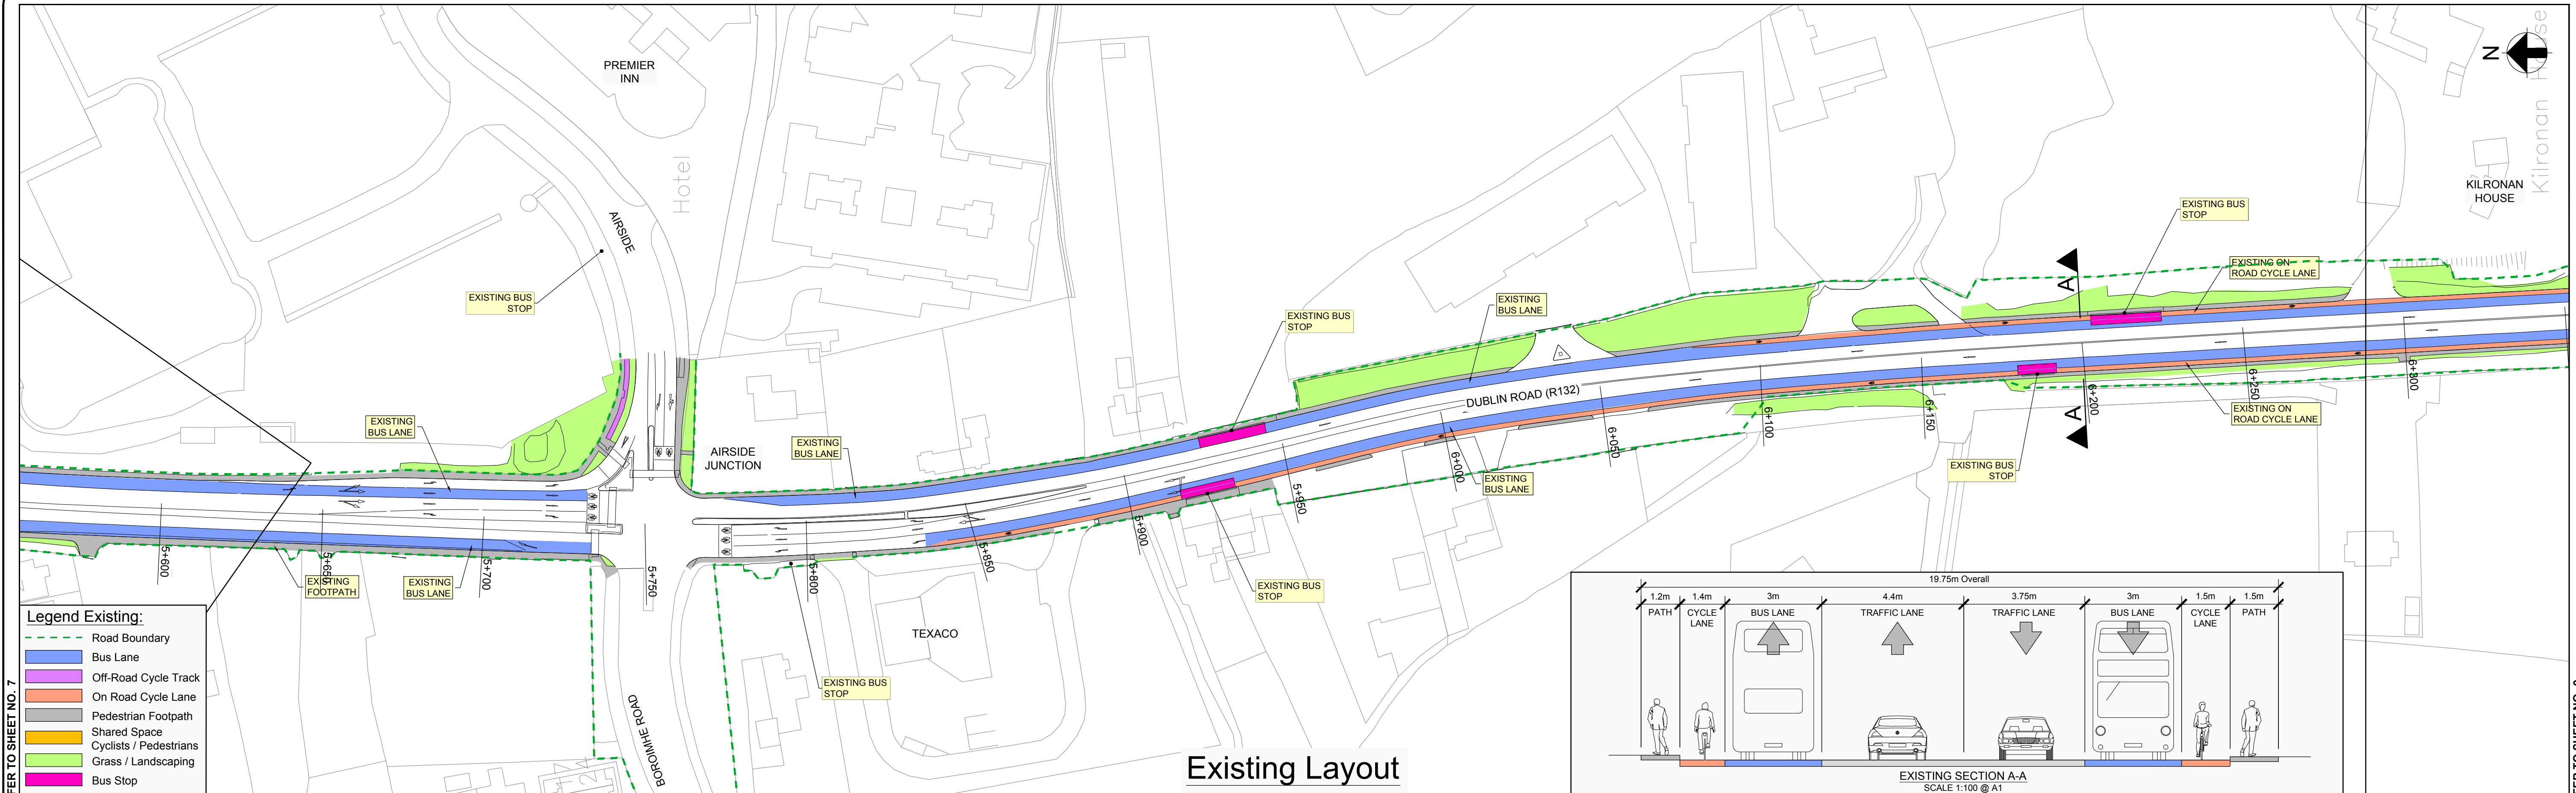 PREMIER
INN
Hotel
AIRSIDE
EXISTING BUS
STOP
EXISTING
BUS LANE
AIRSIDE
JUNCTION
EXISTING
BUS LANE
EXISTING BUS
STOP
EXISTING
BUS LANE
DUBLIN ROAD (R132)
EXISTING BUS
STOP
EXISTING ON
ROAD CYCLE LANE
N
Kilronan House
KILRONAN
HOUSE
A
A
EXISTING ON
ROAD CYCLE LANE
EXISTING BUS
STOP
EXISTING
BUS LANE
EXISTING BUS
STOP
EXISTING BUS
STOP
TEXACO
BOROIMHE ROAD
EXISTING
FOOTPATH
EXISTING
BUS LANE
5+600
5+650
5+700
5+750
5+800
5+850
5+900
5+950
6+000
6+050
6+100
6+150
6+200
6+250
6+300
Legend Existing:
Road Boundary
Bus Lane
Off-Road Cycle Track
On Road Cycle Lane
Pedestrian Footpath
Shared Space
Cyclists / Pedestrians
Grass / Landscaping
Bus Stop
FER TO SHEET NO. 7
Existing Layout
19.75m Overall
1.2m 1.4m 3m 4.4m 3.75m 3m 1.5m 1.5m
PATH CYCLE LANE BUS LANE TRAFFIC LANE TRAFFIC LANE BUS LANE CYCLE LANE PATH
EXISTING SECTION A-A
SCALE 1:100 @ A1